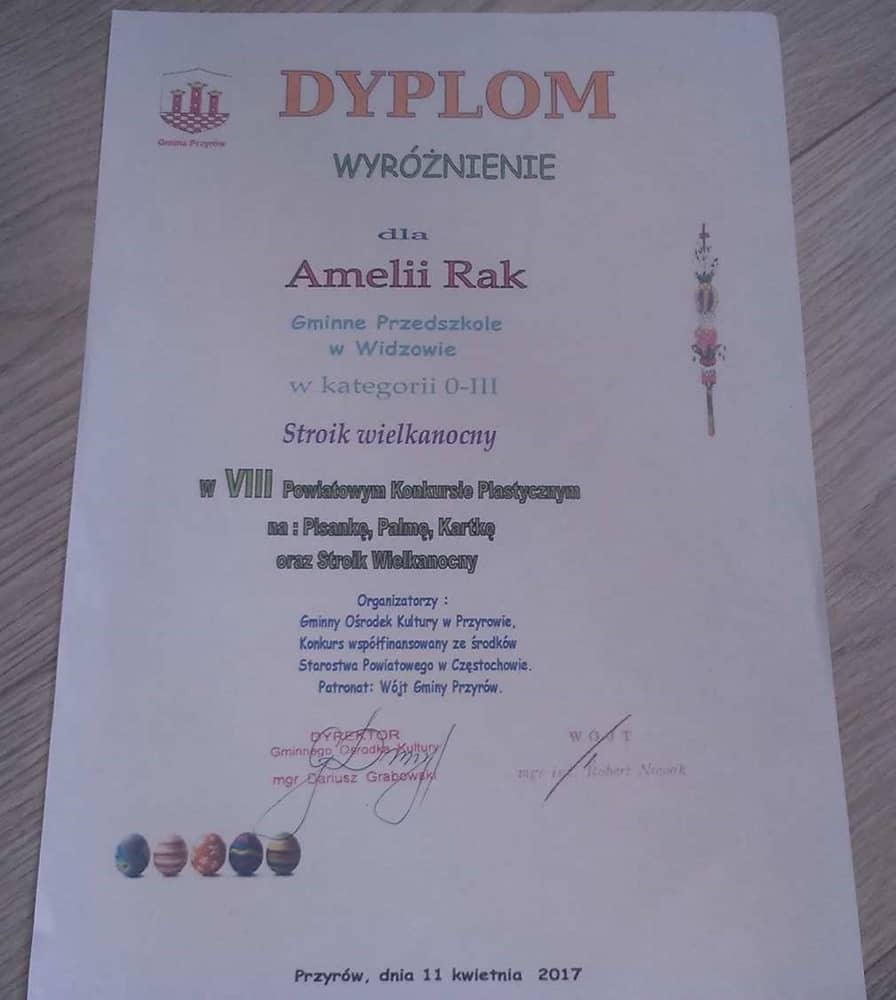 DYPLOM
Gmina Przyrów
WYRÓŻNIENIE
dla
Amelii Rak
Gminne Przedszkole
w Widzowie
w kategorii 0-III
Stroik wielkanocny
w VIII Powiatowym Konkursie Plastycznym
na : Pisankę, Palmę, Kartkę
oraz Stroik Wielkanocny
Organizatorzy :
Gminny Ośrodek Kultury w Przyrowie,
Konkurs współfinansowany ze środków
Starostwa Powiatowego w Częstochowie.
Patronat: Wójt Gminy Przyrów.
DYREKTOR
Gminnego Ośrodka Kultury
mgr Dariusz Grabowski
WÓJT
mgr inż. Robert Nowak
Przyrów, dnia 11 kwietnia 2017